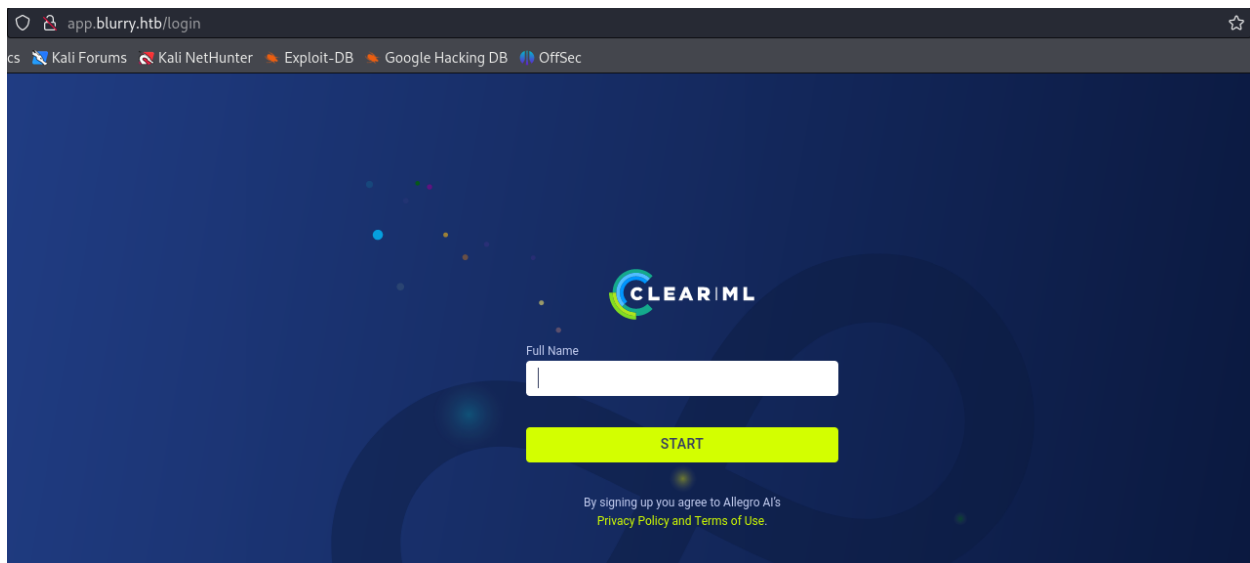 app.blurry.htb/login
cs Kali Forums Kali NetHunter Exploit-DB Google Hacking DB OffSec
CLEAR|ML
Full Name
START
By signing up you agree to Allegro AI's
Privacy Policy and Terms of Use.